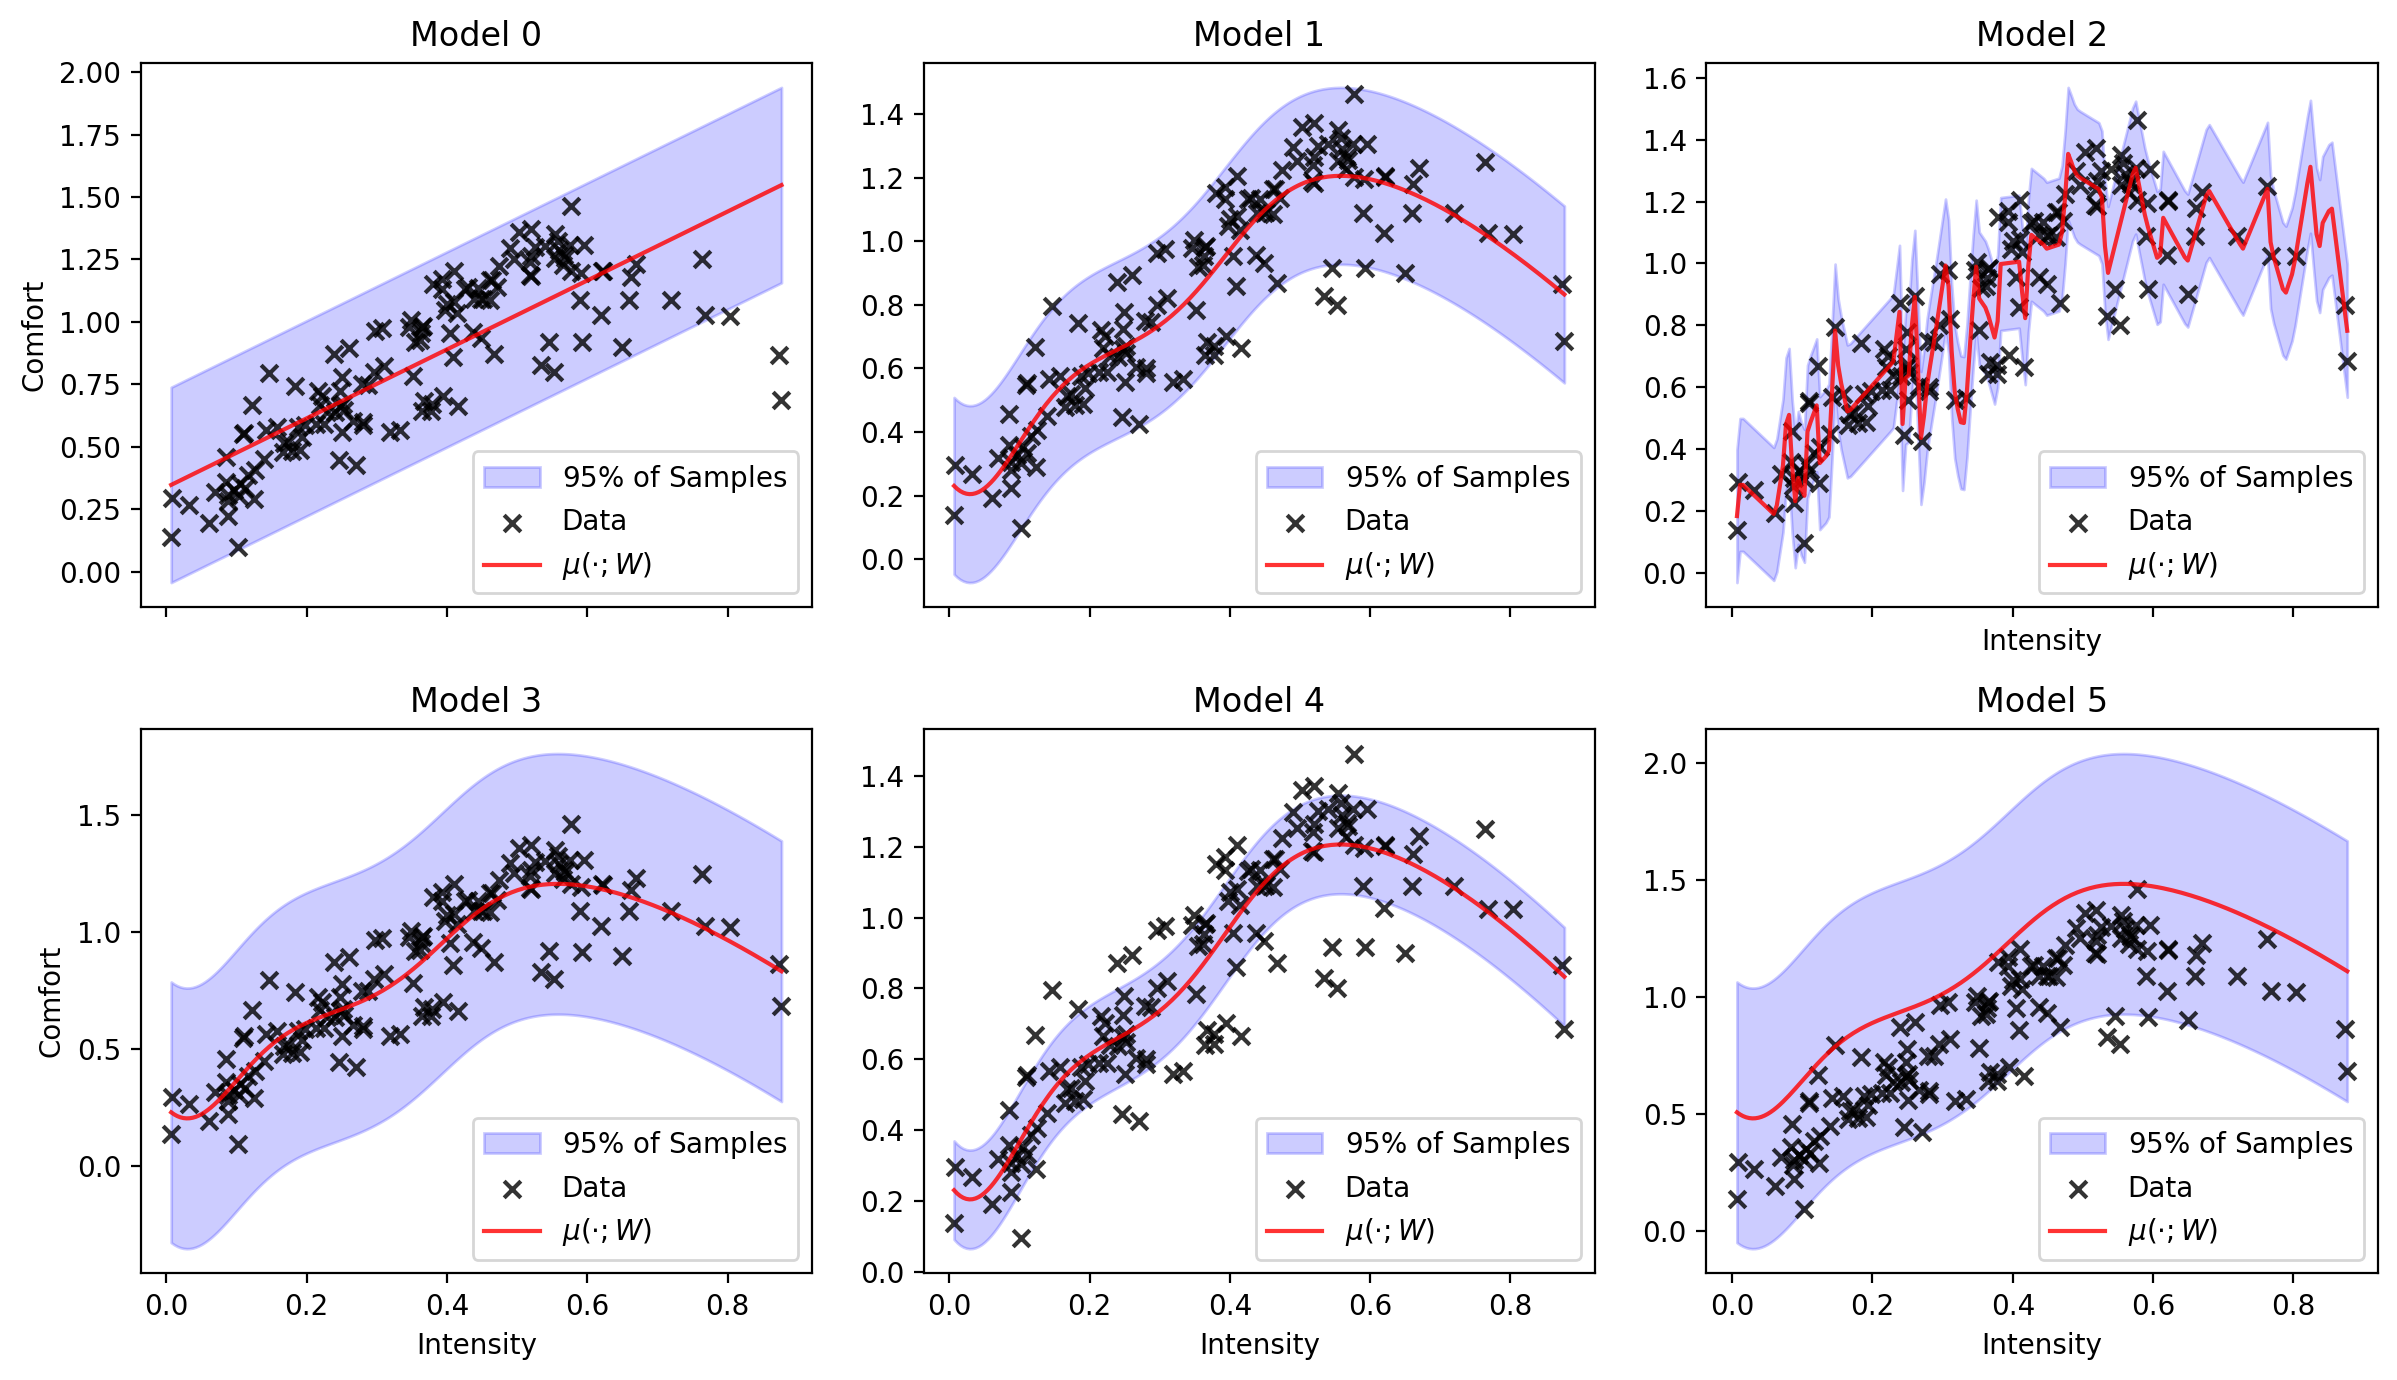 Model 0
2.00
1.75
1.50
1.25
1.00
0.75
0.50
0.25
0.00
Comfort
95% of Samples
Data
μ(·; W)
Model 1
1.4
1.2
1.0
0.8
0.6
0.4
0.2
0.0
95% of Samples
Data
μ(·; W)
Model 2
1.6
1.4
1.2
1.0
0.8
0.6
0.4
0.2
0.0
95% of Samples
Data
μ(·; W)
Intensity
Model 3
1.5
1.0
0.5
0.0
Comfort
95% of Samples
Data
μ(·; W)
0.0 0.2 0.4 0.6 0.8
Intensity
Model 4
1.4
1.2
1.0
0.8
0.6
0.4
0.2
0.0
95% of Samples
Data
μ(·; W)
0.0 0.2 0.4 0.6 0.8
Intensity
Model 5
2.0
1.5
1.0
0.5
0.0
95% of Samples
Data
μ(·; W)
0.0 0.2 0.4 0.6 0.8
Intensity